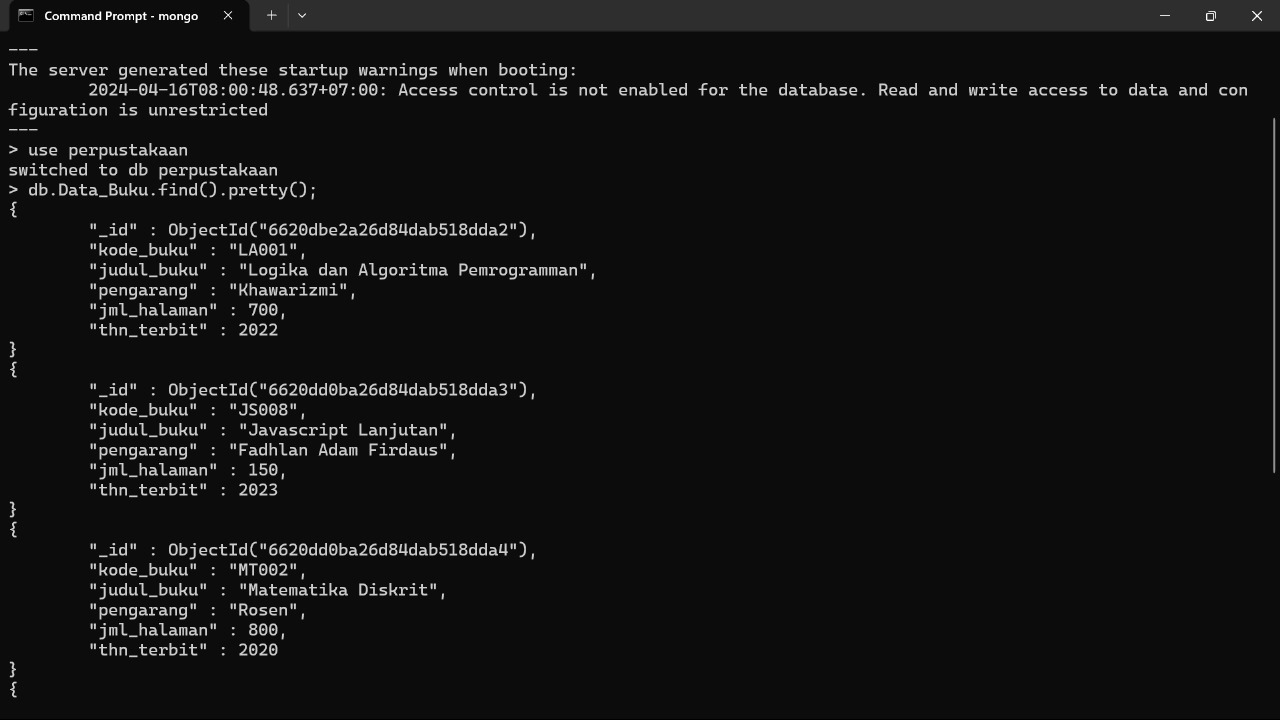 Command Prompt - mongo
---
The server generated these startup warnings when booting:
        2024-04-16T08:00:48.637+07:00: Access control is not enabled for the database. Read and write access to data and con
figuration is unrestricted
---
> use perpustakaan
switched to db perpustakaan
> db.Data_Buku.find().pretty();
{
        "_id" : ObjectId("6620dbe2a26d84dab518dda2"),
        "kode_buku" : "LA001",
        "judul_buku" : "Logika dan Algoritma Pemrogramman",
        "pengarang" : "Khawarizmi",
        "jml_halaman" : 700,
        "thn_terbit" : 2022
}
{
        "_id" : ObjectId("6620dd0ba26d84dab518dda3"),
        "kode_buku" : "JS008",
        "judul_buku" : "Javascript Lanjutan",
        "pengarang" : "Fadhlan Adam Firdaus",
        "jml_halaman" : 150,
        "thn_terbit" : 2023
}
{
        "_id" : ObjectId("6620dd0ba26d84dab518dda4"),
        "kode_buku" : "MT002",
        "judul_buku" : "Matematika Diskrit",
        "pengarang" : "Rosen",
        "jml_halaman" : 800,
        "thn_terbit" : 2020
}
{